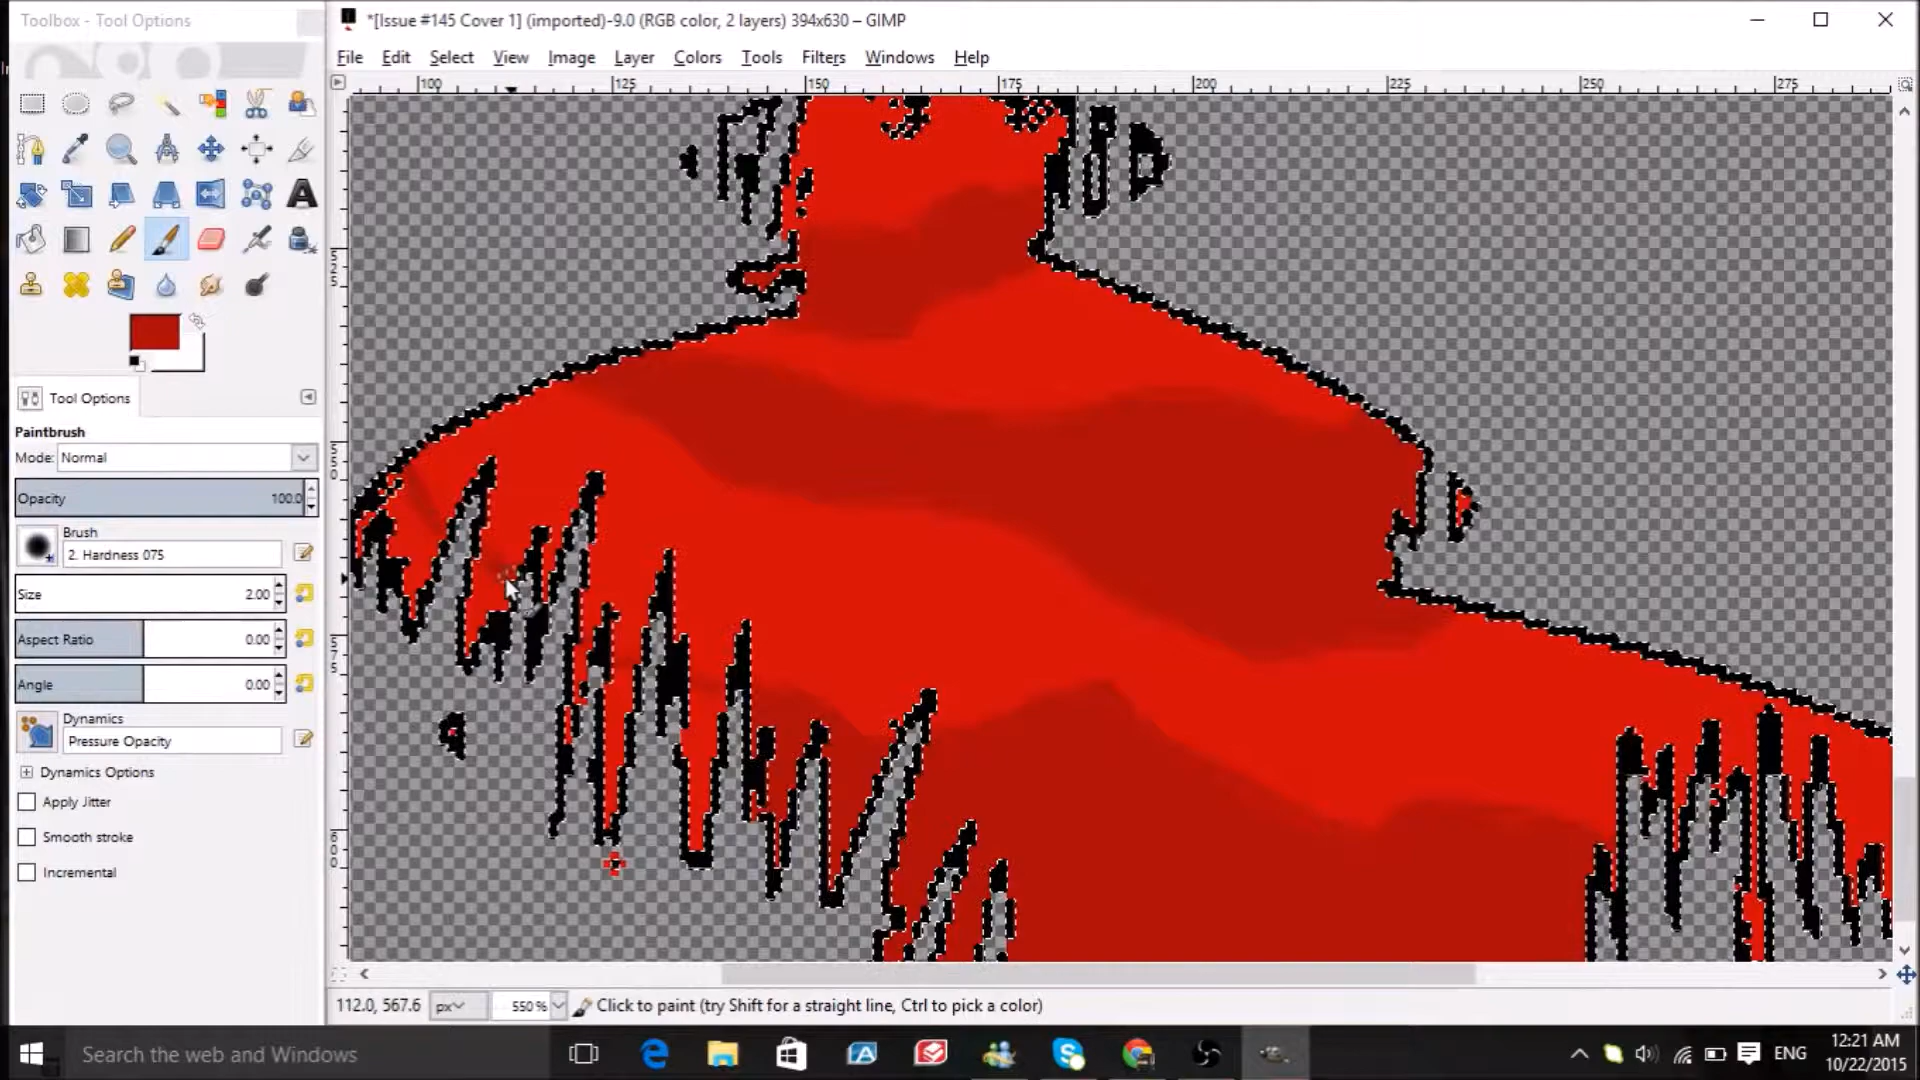 Toolbox - Tool Options
*[Issue #145 Cover 1] (imported)-9.0 (RGB color, 2 layers) 394x630 – GIMP
File Edit Select View Image Layer Colors Tools Filters Windows Help
100 125 150 175 200 225 250 275
525
550
575
600
Tool Options
Paintbrush
Mode: Normal
Opacity 100.0
Brush
2. Hardness 075
Size 2.00
Aspect Ratio 0.00
Angle 0.00
Dynamics
Pressure Opacity
Dynamics Options
Apply Jitter
Smooth stroke
Incremental
112.0, 567.6 px 550 % Click to paint (try Shift for a straight line, Ctrl to pick a color)
Search the web and Windows
ENG
12:21 AM
10/22/2015